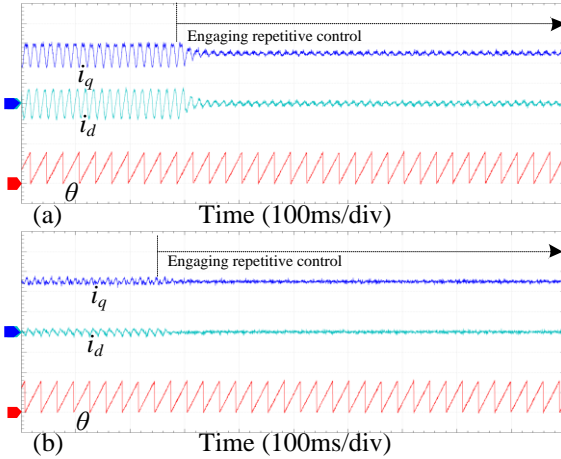 Engaging repetitive control
i_q
i_d
θ
(a) Time (100ms/div)
Engaging repetitive control
i_q
i_d
θ
(b) Time (100ms/div)